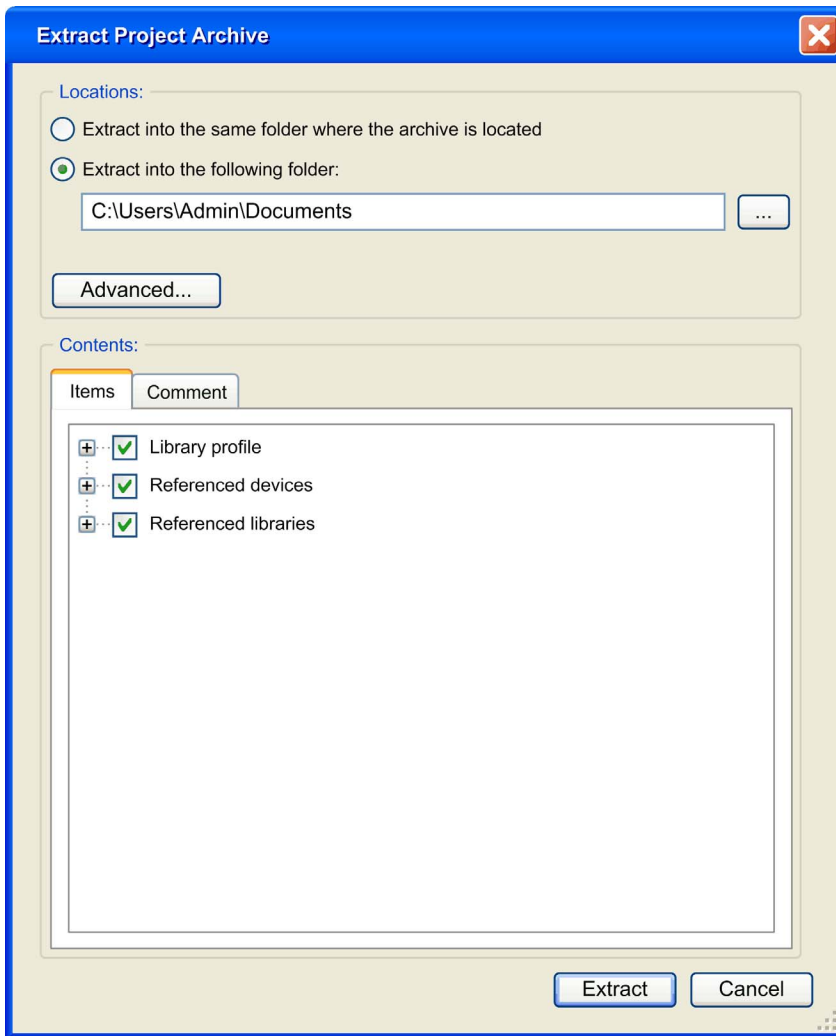 Extract Project Archive
Locations:
Extract into the same folder where the archive is located
Extract into the following folder:
C:\Users\Admin\Documents
...
Advanced...
Contents:
Items Comment
Library profile
Referenced devices
Referenced libraries
Extract Cancel